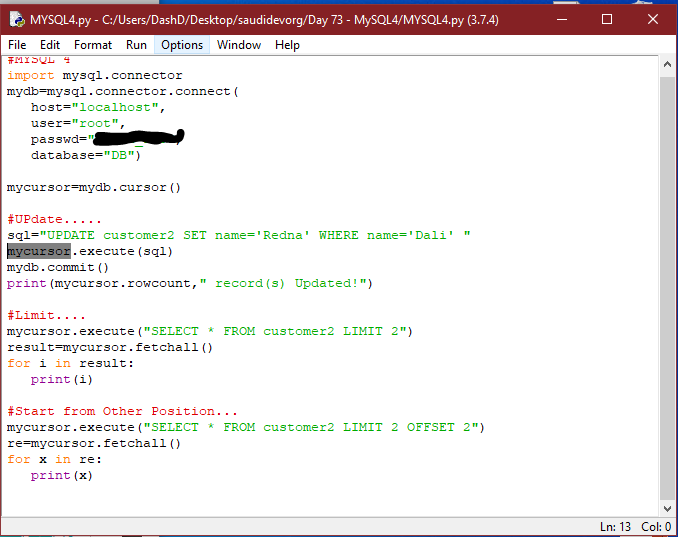 MYSQL4.py - C:/Users/DashD/Desktop/saudidevorg/Day 73 - MySQL4/MYSQL4.py (3.7.4)
File Edit Format Run Options Window Help
#MYSQL 4
import mysql.connector
mydb=mysql.connector.connect(
   host="localhost",
   user="root",
   passwd="
   database="DB")
mycursor=mydb.cursor()
#UPdate.....
sql="UPDATE customer2 SET name='Redna' WHERE name='Dali' "
mycursor.execute(sql)
mydb.commit()
print(mycursor.rowcount," record(s) Updated!")
#Limit....
mycursor.execute("SELECT * FROM customer2 LIMIT 2")
result=mycursor.fetchall()
for i in result:
   print(i)
#Start from Other Position...
mycursor.execute("SELECT * FROM customer2 LIMIT 2 OFFSET 2")
re=mycursor.fetchall()
for x in re:
   print(x)
Ln: 13 Col: 0